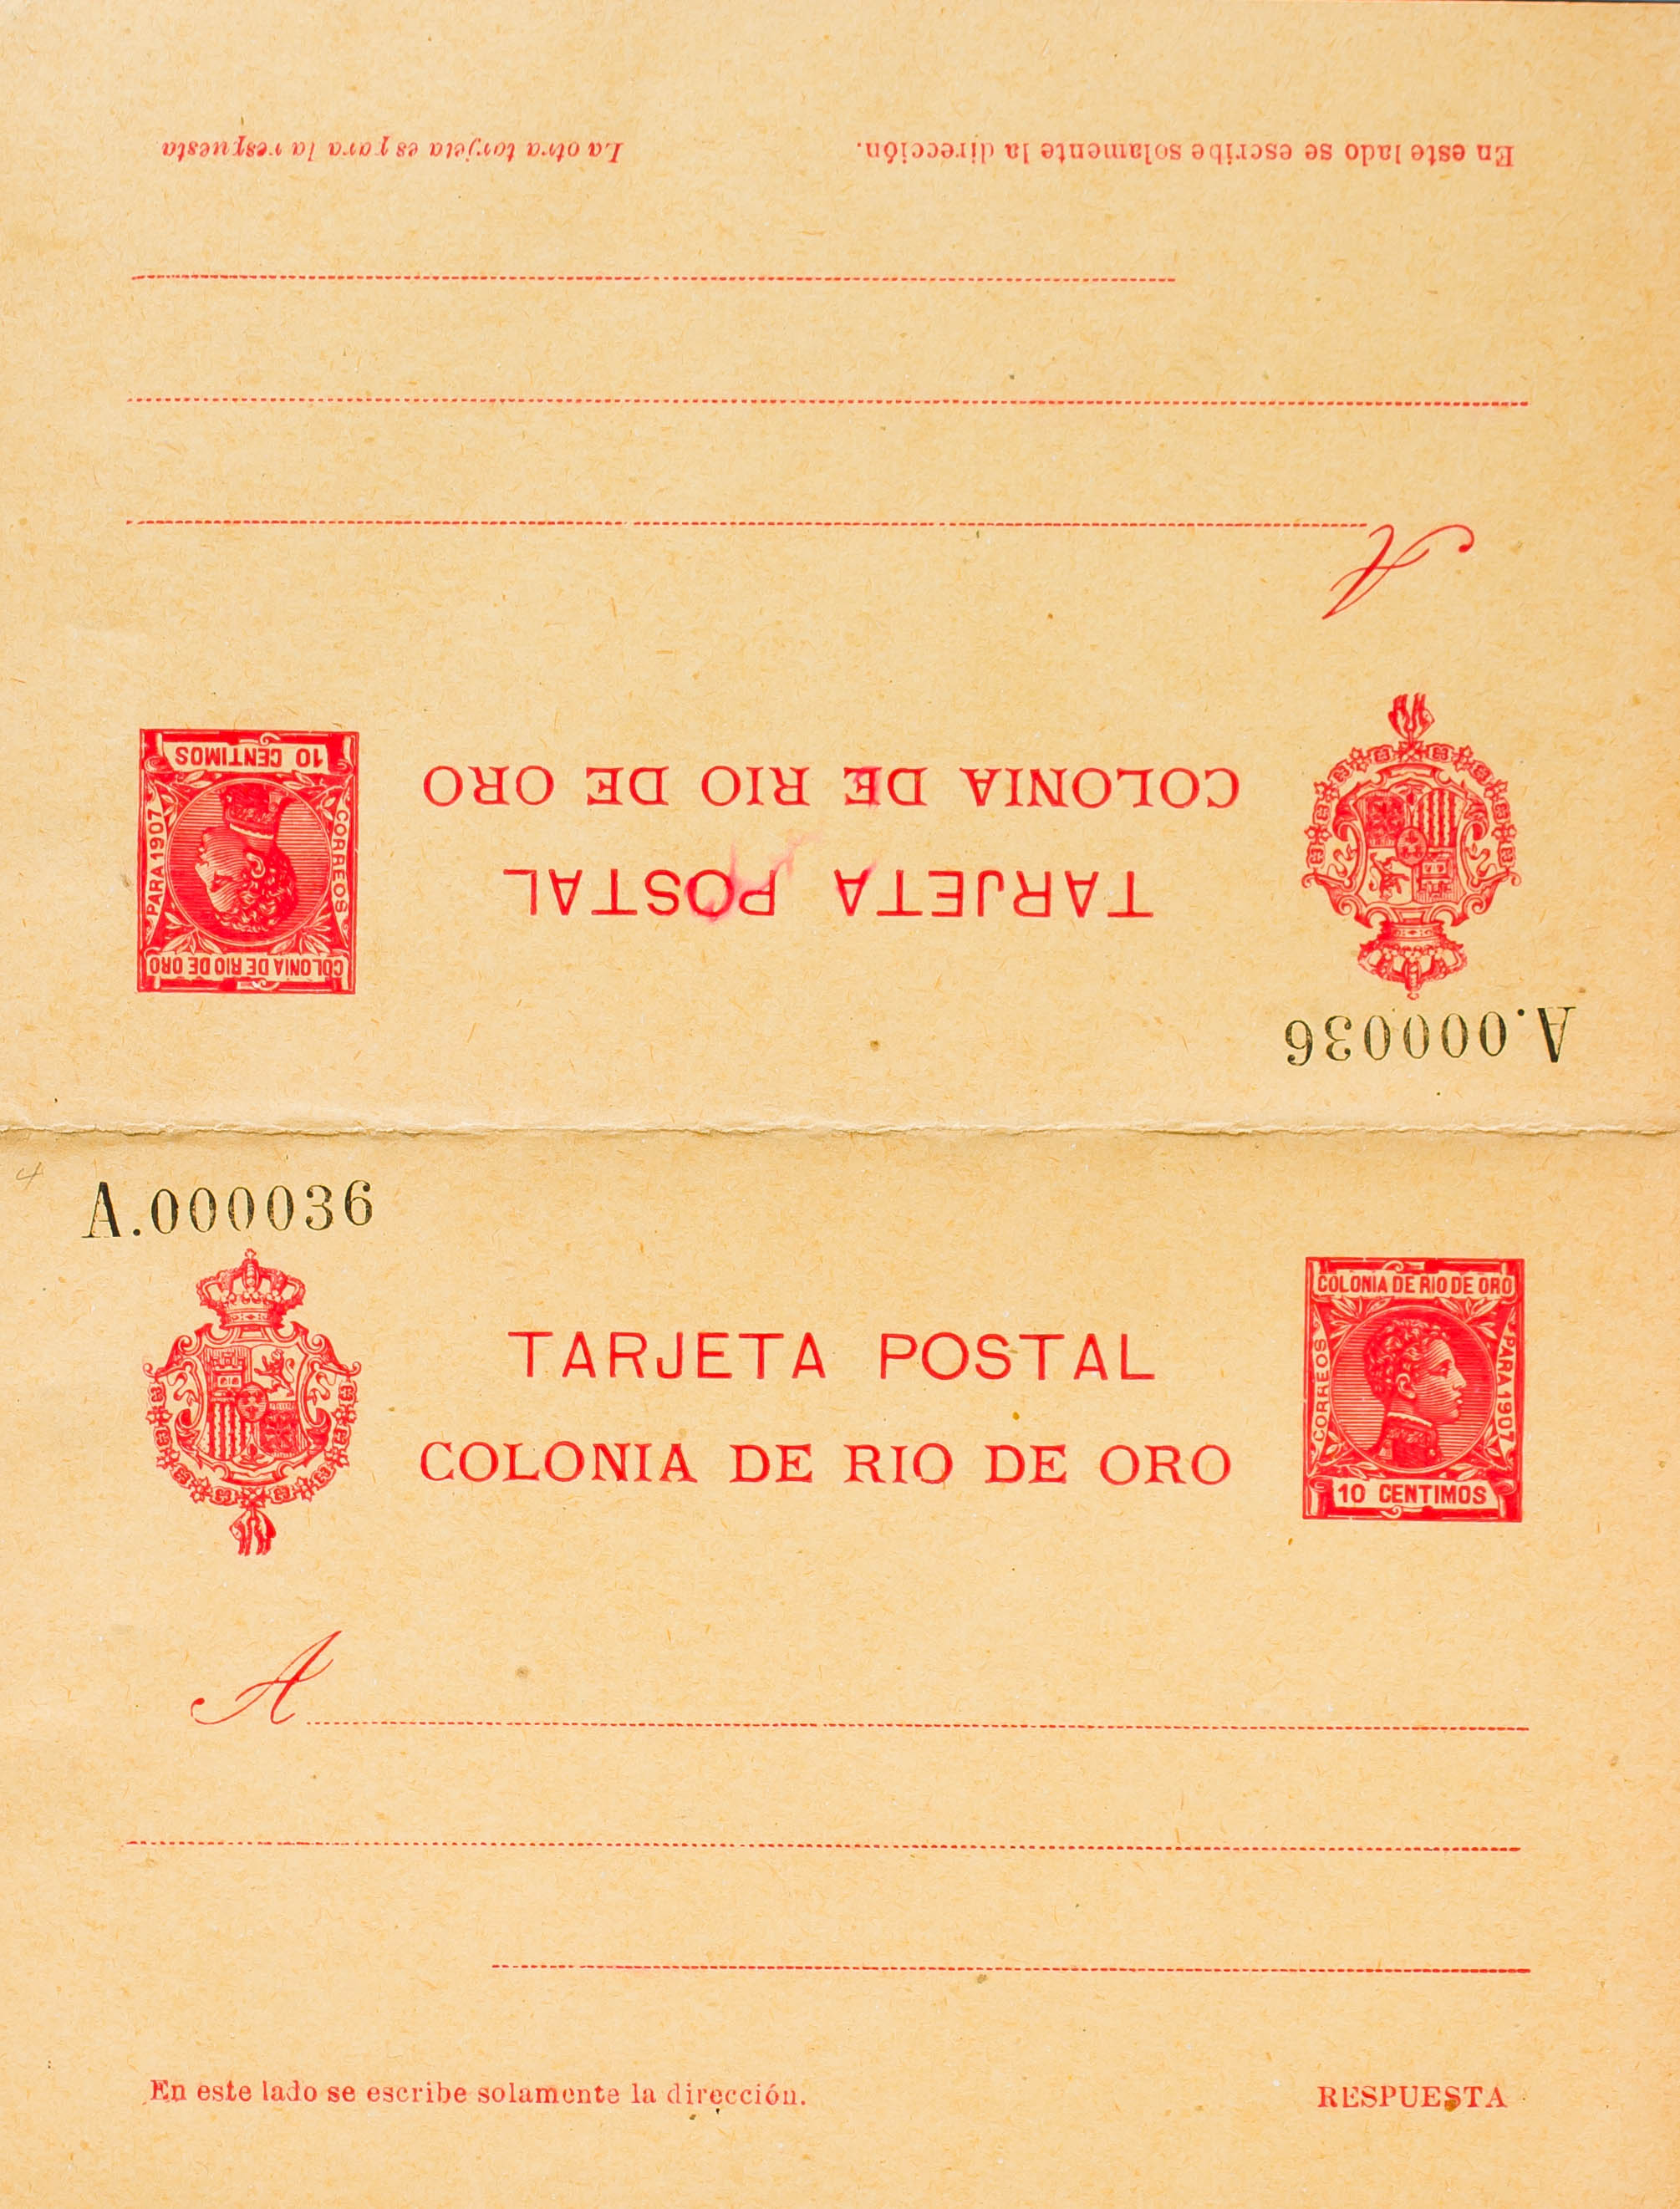 En este lado se escribe solamente la dirección.
La otra tarjeta es para la respuesta
A
10 CENTIMOS
CORREOS
PARA 1907
COLONIA DE RIO DE ORO
COLONIA DE RIO DE ORO
TARJETA POSTAL
A.000036
A.000036
TARJETA POSTAL
COLONIA DE RIO DE ORO
COLONIA DE RIO DE ORO
CORREOS
PARA 1907
10 CENTIMOS
A
En este lado se escribe solamente la dirección.
RESPUESTA